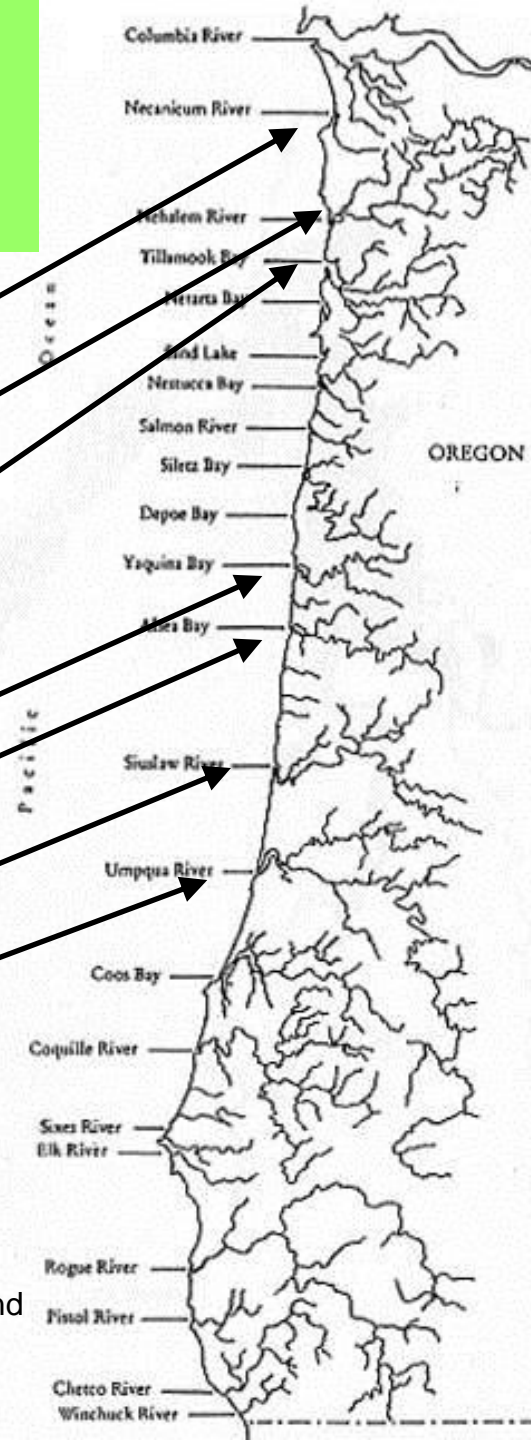 Columbia River
Necanicum River
Nehalem River
Tillamook Bay
Netarts Bay
Ocean
Sand Lake
Nestucca Bay
Salmon River
OREGON
Siletz Bay
Depoe Bay
Yaquina Bay
Alsea Bay
Pacific
Siuslaw River
Umpqua River
Coos Bay
Coquille River
Sixes River
Elk River
Rogue River
nd
Pistol River
Chetco River
Winchuck River